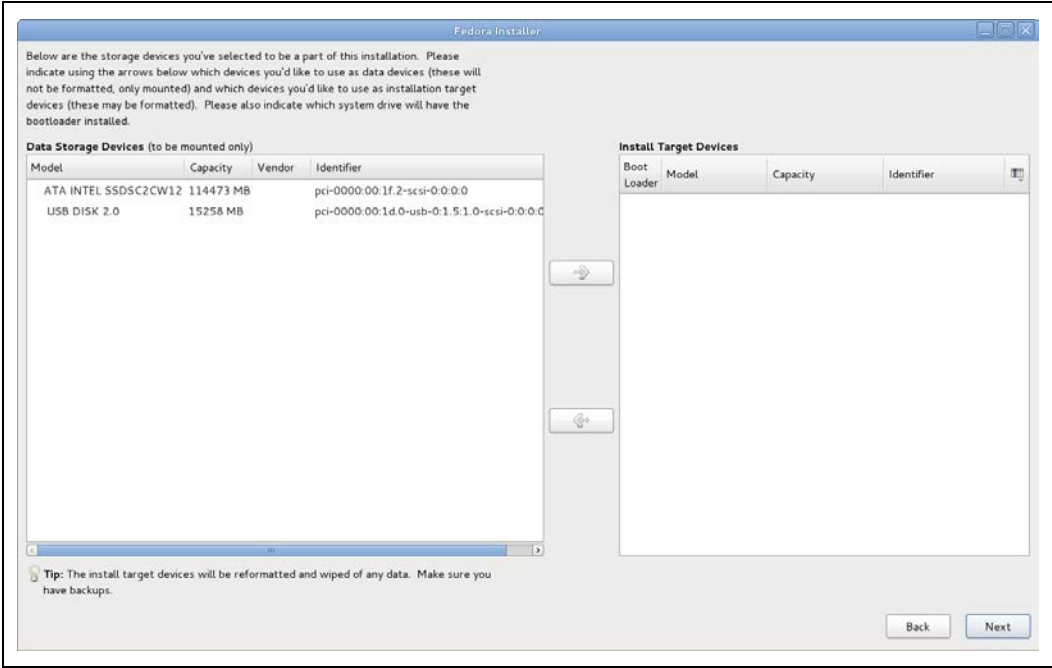 Fedora Installer
Below are the storage devices you've selected to be a part of this installation. Please
indicate using the arrows below which devices you'd like to use as data devices (these will
not be formatted, only mounted) and which devices you'd like to use as installation target
devices (these may be formatted). Please also indicate which system drive will have the
bootloader installed.
Data Storage Devices (to be mounted only)
Model Capacity Vendor Identifier
ATA INTEL SSDSC2CW12 114473 MB pci-0000:00:1f.2-scsi-0:0:0:0
USB DISK 2.0 15258 MB pci-0000:00:1d.0-usb-0:1.5:1.0-scsi-0:0:0:0
Install Target Devices
Boot
Loader Model Capacity Identifier
Tip: The install target devices will be reformatted and wiped of any data. Make sure you
have backups.
Back Next